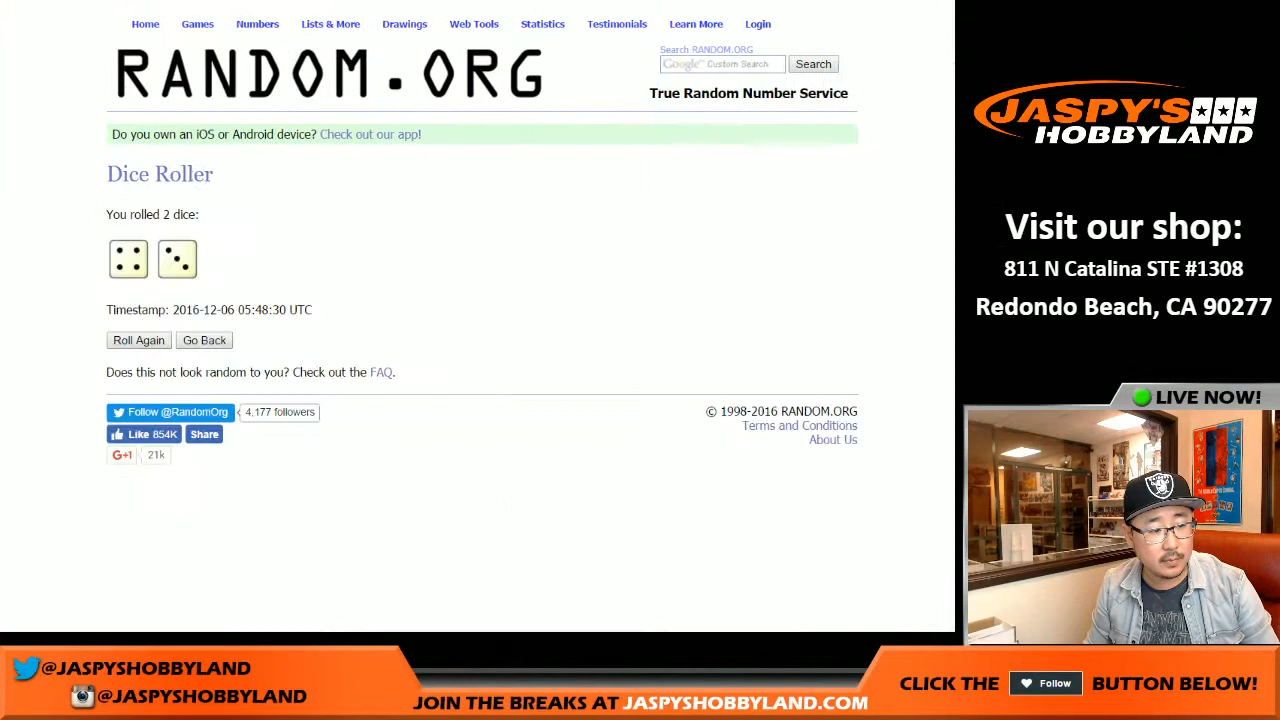 Home Games Numbers Lists & More Drawings Web Tools Statistics Testimonials Learn More Login
RANDOM.ORG
Search RANDOM.ORG
Google™ Custom Search Search
True Random Number Service
Do you own an iOS or Android device? Check out our app!
Dice Roller
You rolled 2 dice:
Timestamp: 2016-12-06 05:48:30 UTC
Roll Again Go Back
Does this not look random to you? Check out the FAQ.
Follow @RandomOrg 4,177 followers
Like 854K Share
G+1 21k
© 1998-2016 RANDOM.ORG
Terms and Conditions
About Us
JASPY'S
HOBBYLAND
Visit our shop:
811 N Catalina STE #1308
Redondo Beach, CA 90277
LIVE NOW!
@JASPYSHOBBYLAND
@JASPYSHOBBYLAND
JOIN THE BREAKS AT JASPYSHOBBYLAND.COM
CLICK THE Follow BUTTON BELOW!